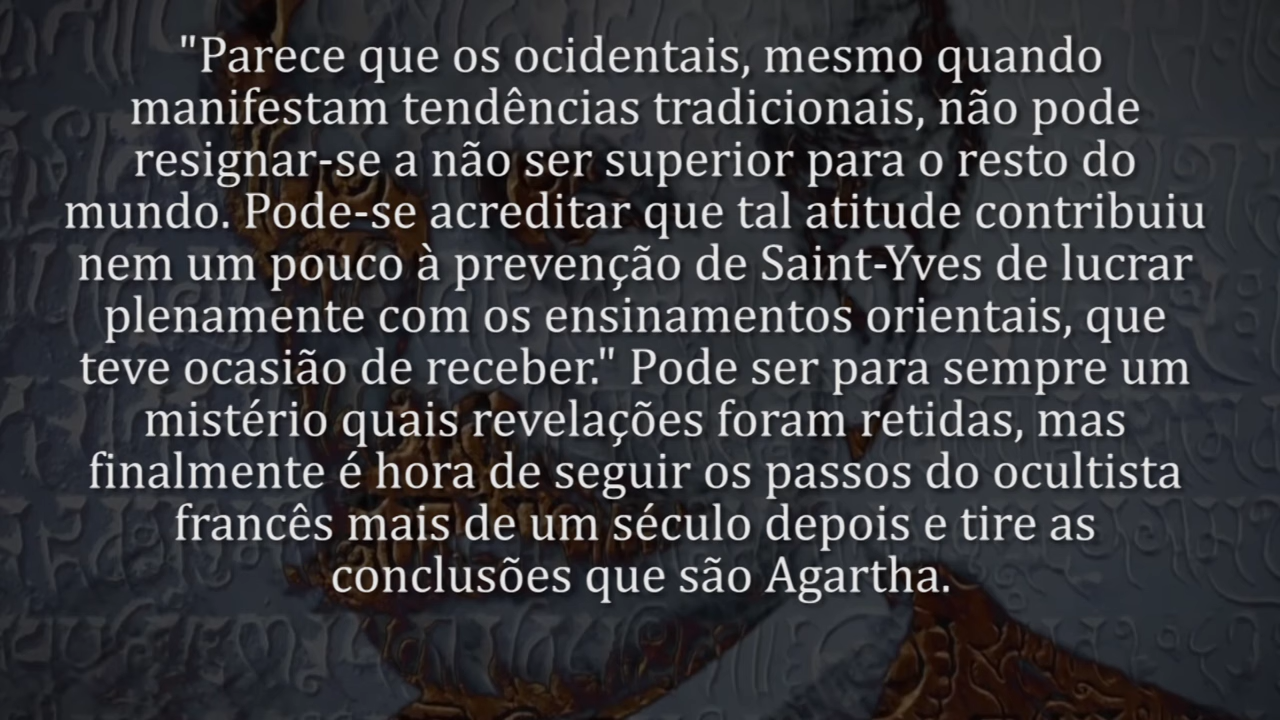 "Parece que os ocidentais, mesmo quando
manifestam tendências tradicionais, não pode
resignar-se a não ser superior para o resto do
mundo. Pode-se acreditar que tal atitude contribuiu
nem um pouco à prevenção de Saint-Yves de lucrar
plenamente com os ensinamentos orientais, que
teve ocasião de receber." Pode ser para sempre um
mistério quais revelações foram retidas, mas
finalmente é hora de seguir os passos do ocultista
francês mais de um século depois e tire as
conclusões que são Agartha.